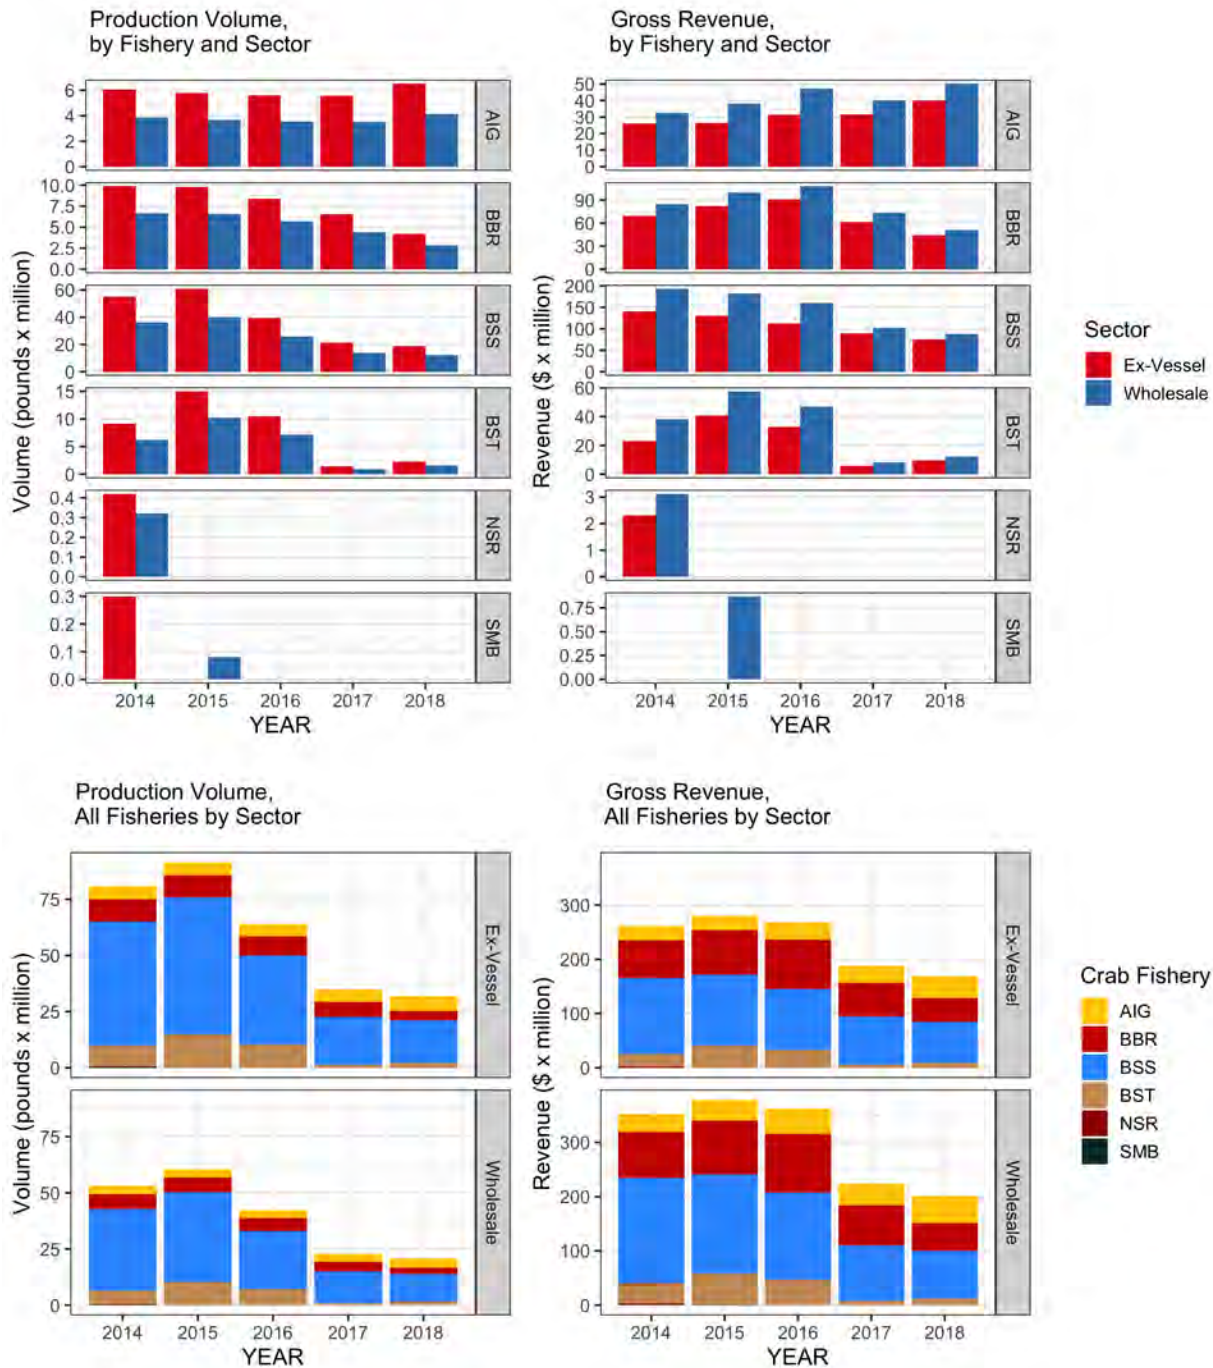 Production Volume,
by Fishery and Sector
Gross Revenue,
by Fishery and Sector
Volume (pounds x million)
6
4
2
0
AIG
10.0
7.5
5.0
2.5
0.0
BBR
60
40
20
0
BSS
15
10
5
0
BST
0.4
0.3
0.2
0.1
0.0
NSR
0.3
0.2
0.1
0.0
SMB
2014 2015 2016 2017 2018
YEAR
Revenue ($ x million)
50
40
30
20
10
0
AIG
90
60
30
0
BBR
200
150
100
50
0
BSS
60
40
20
0
BST
3
2
1
0
NSR
0.75
0.50
0.25
0.00
SMB
2014 2015 2016 2017 2018
YEAR
Sector
Ex-Vessel
Wholesale
Production Volume,
All Fisheries by Sector
Gross Revenue,
All Fisheries by Sector
Volume (pounds x million)
75
50
25
0
Ex-Vessel
75
50
25
0
Wholesale
2014 2015 2016 2017 2018
YEAR
Revenue ($ x million)
300
200
100
0
Ex-Vessel
300
200
100
0
Wholesale
2014 2015 2016 2017 2018
YEAR
Crab Fishery
AIG
BBR
BSS
BST
NSR
SMB